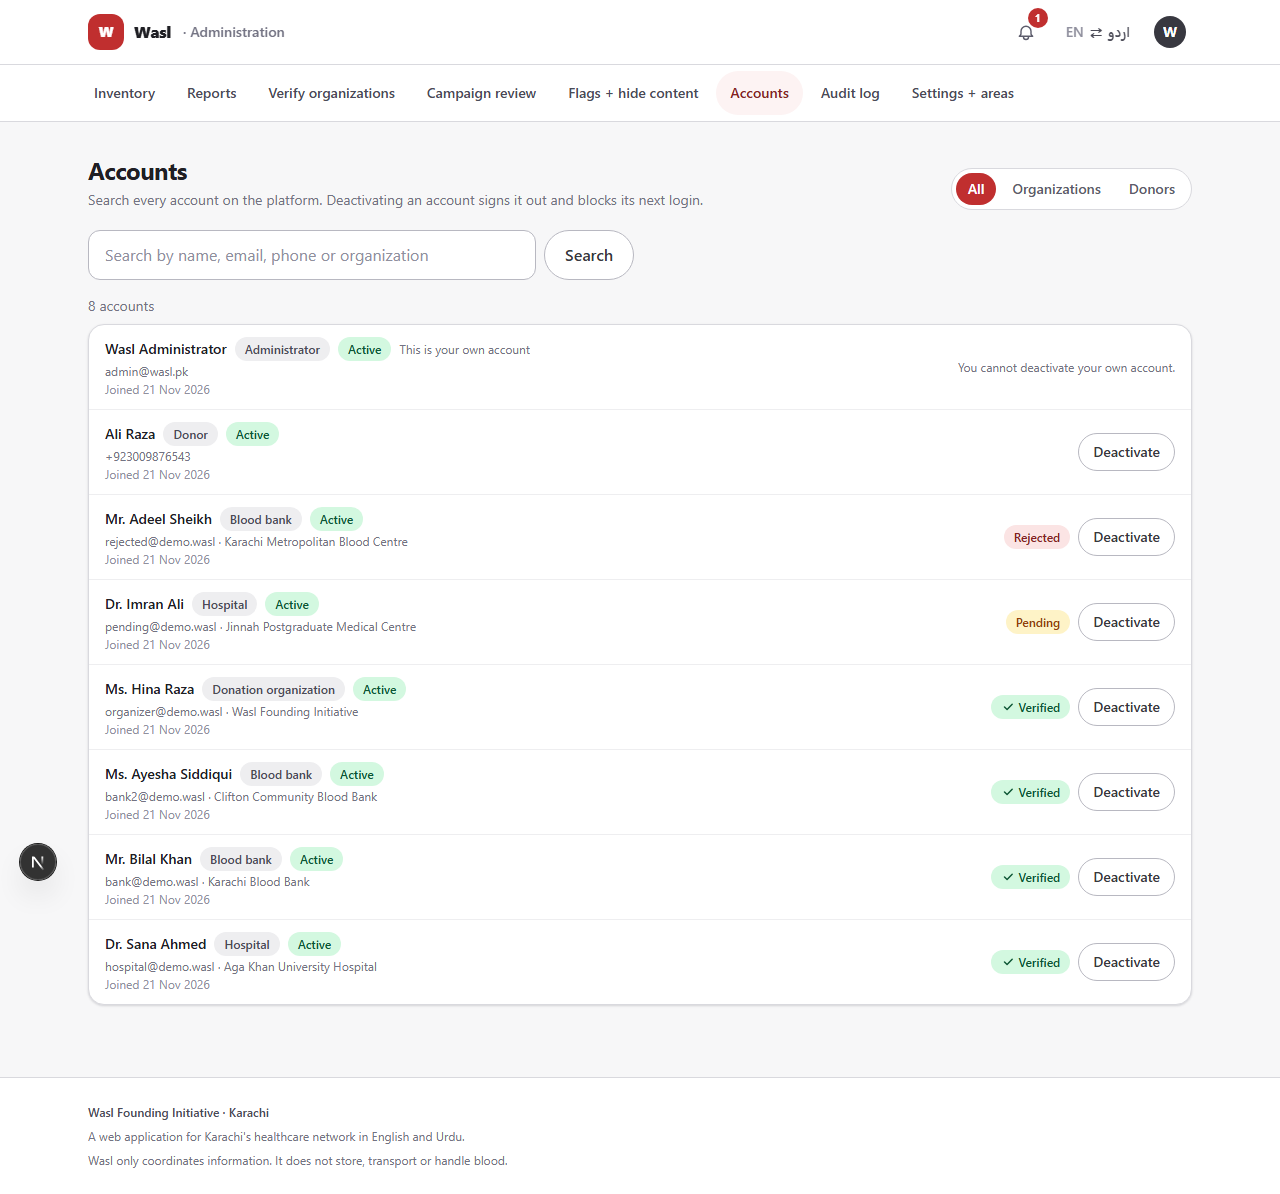 W Wasl · Administration
1
EN ⇄ اردو
W
Inventory Reports Verify organizations Campaign review Flags + hide content Accounts Audit log Settings + areas
Accounts
Search every account on the platform. Deactivating an account signs it out and blocks its next login.
All Organizations Donors
Search by name, email, phone or organization Search
8 accounts
Wasl Administrator Administrator Active This is your own account
admin@wasl.pk
Joined 21 Nov 2026
You cannot deactivate your own account.
Ali Raza Donor Active
+923009876543
Joined 21 Nov 2026
Deactivate
Mr. Adeel Sheikh Blood bank Active
rejected@demo.wasl · Karachi Metropolitan Blood Centre
Joined 21 Nov 2026
Rejected Deactivate
Dr. Imran Ali Hospital Active
pending@demo.wasl · Jinnah Postgraduate Medical Centre
Joined 21 Nov 2026
Pending Deactivate
Ms. Hina Raza Donation organization Active
organizer@demo.wasl · Wasl Founding Initiative
Joined 21 Nov 2026
✓ Verified Deactivate
Ms. Ayesha Siddiqui Blood bank Active
bank2@demo.wasl · Clifton Community Blood Bank
Joined 21 Nov 2026
✓ Verified Deactivate
Mr. Bilal Khan Blood bank Active
bank@demo.wasl · Karachi Blood Bank
Joined 21 Nov 2026
✓ Verified Deactivate
N
Dr. Sana Ahmed Hospital Active
hospital@demo.wasl · Aga Khan University Hospital
Joined 21 Nov 2026
✓ Verified Deactivate
Wasl Founding Initiative · Karachi
A web application for Karachi's healthcare network in English and Urdu.
Wasl only coordinates information. It does not store, transport or handle blood.